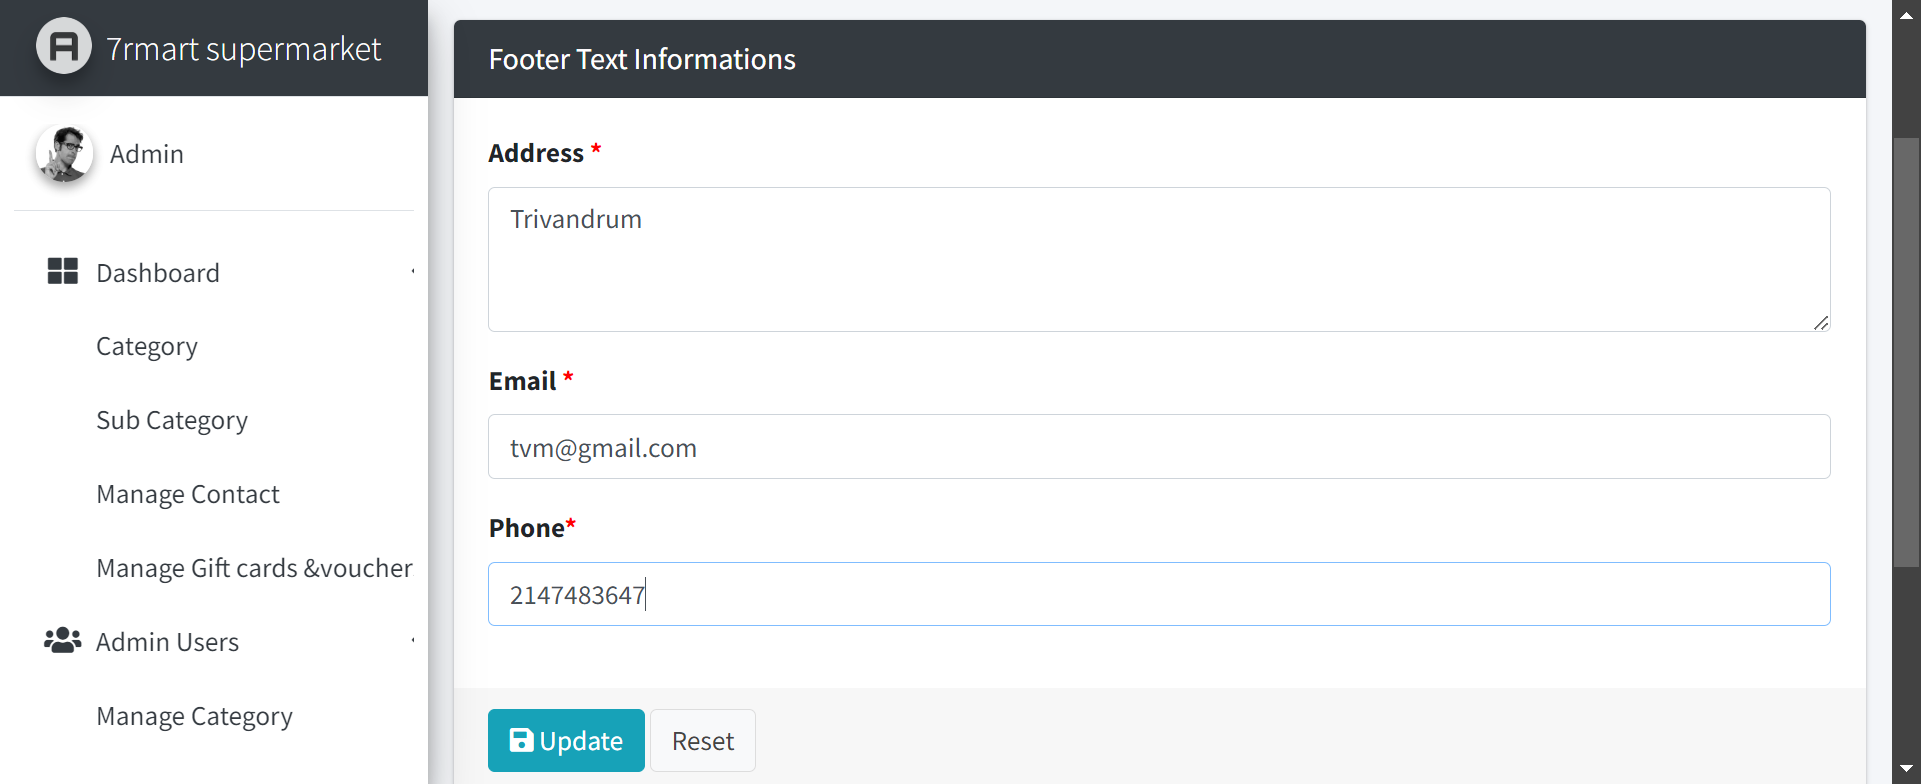 7rmart supermarket
Admin
Dashboard
Category
Sub Category
Manage Contact
Manage Gift cards &voucher
Admin Users
Manage Category
Footer Text Informations
Address *
Trivandrum
Email *
tvm@gmail.com
Phone*
2147483647
Update
Reset